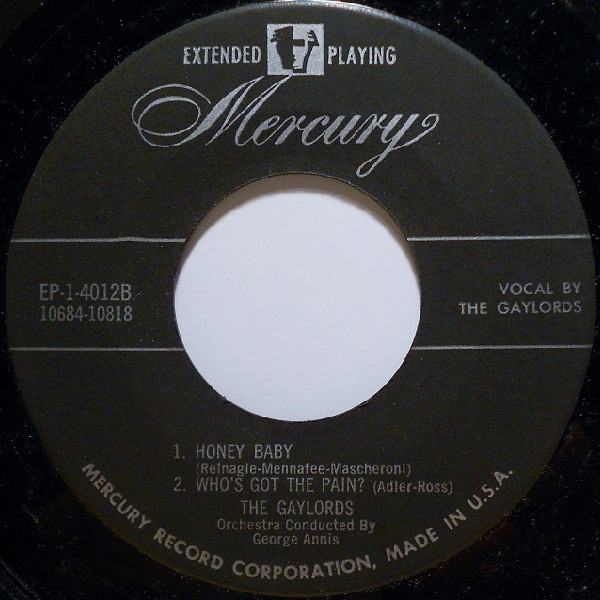 EXTENDED PLAYING
Mercury
EP-1-4012B
10684-10818
VOCAL BY
THE GAYLORDS
1. HONEY BABY
(Reinagle-Mennafee-Mascheroni)
2. WHO'S GOT THE PAIN? (Adler-Ross)
THE GAYLORDS
Orchestra Conducted By
George Annis
MERCURY RECORD CORPORATION, MADE IN U.S.A.